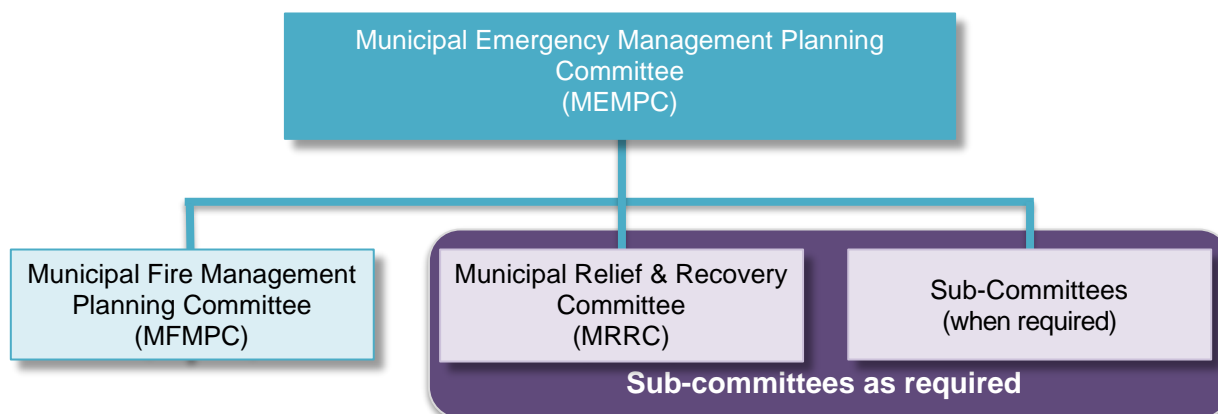 Municipal Emergency Management Planning
Committee
(MEMPC)
Municipal Fire Management
Planning Committee
(MFMPC)
Municipal Relief & Recovery
Committee
(MRRC)
Sub-Committees
(when required)
Sub-committees as required